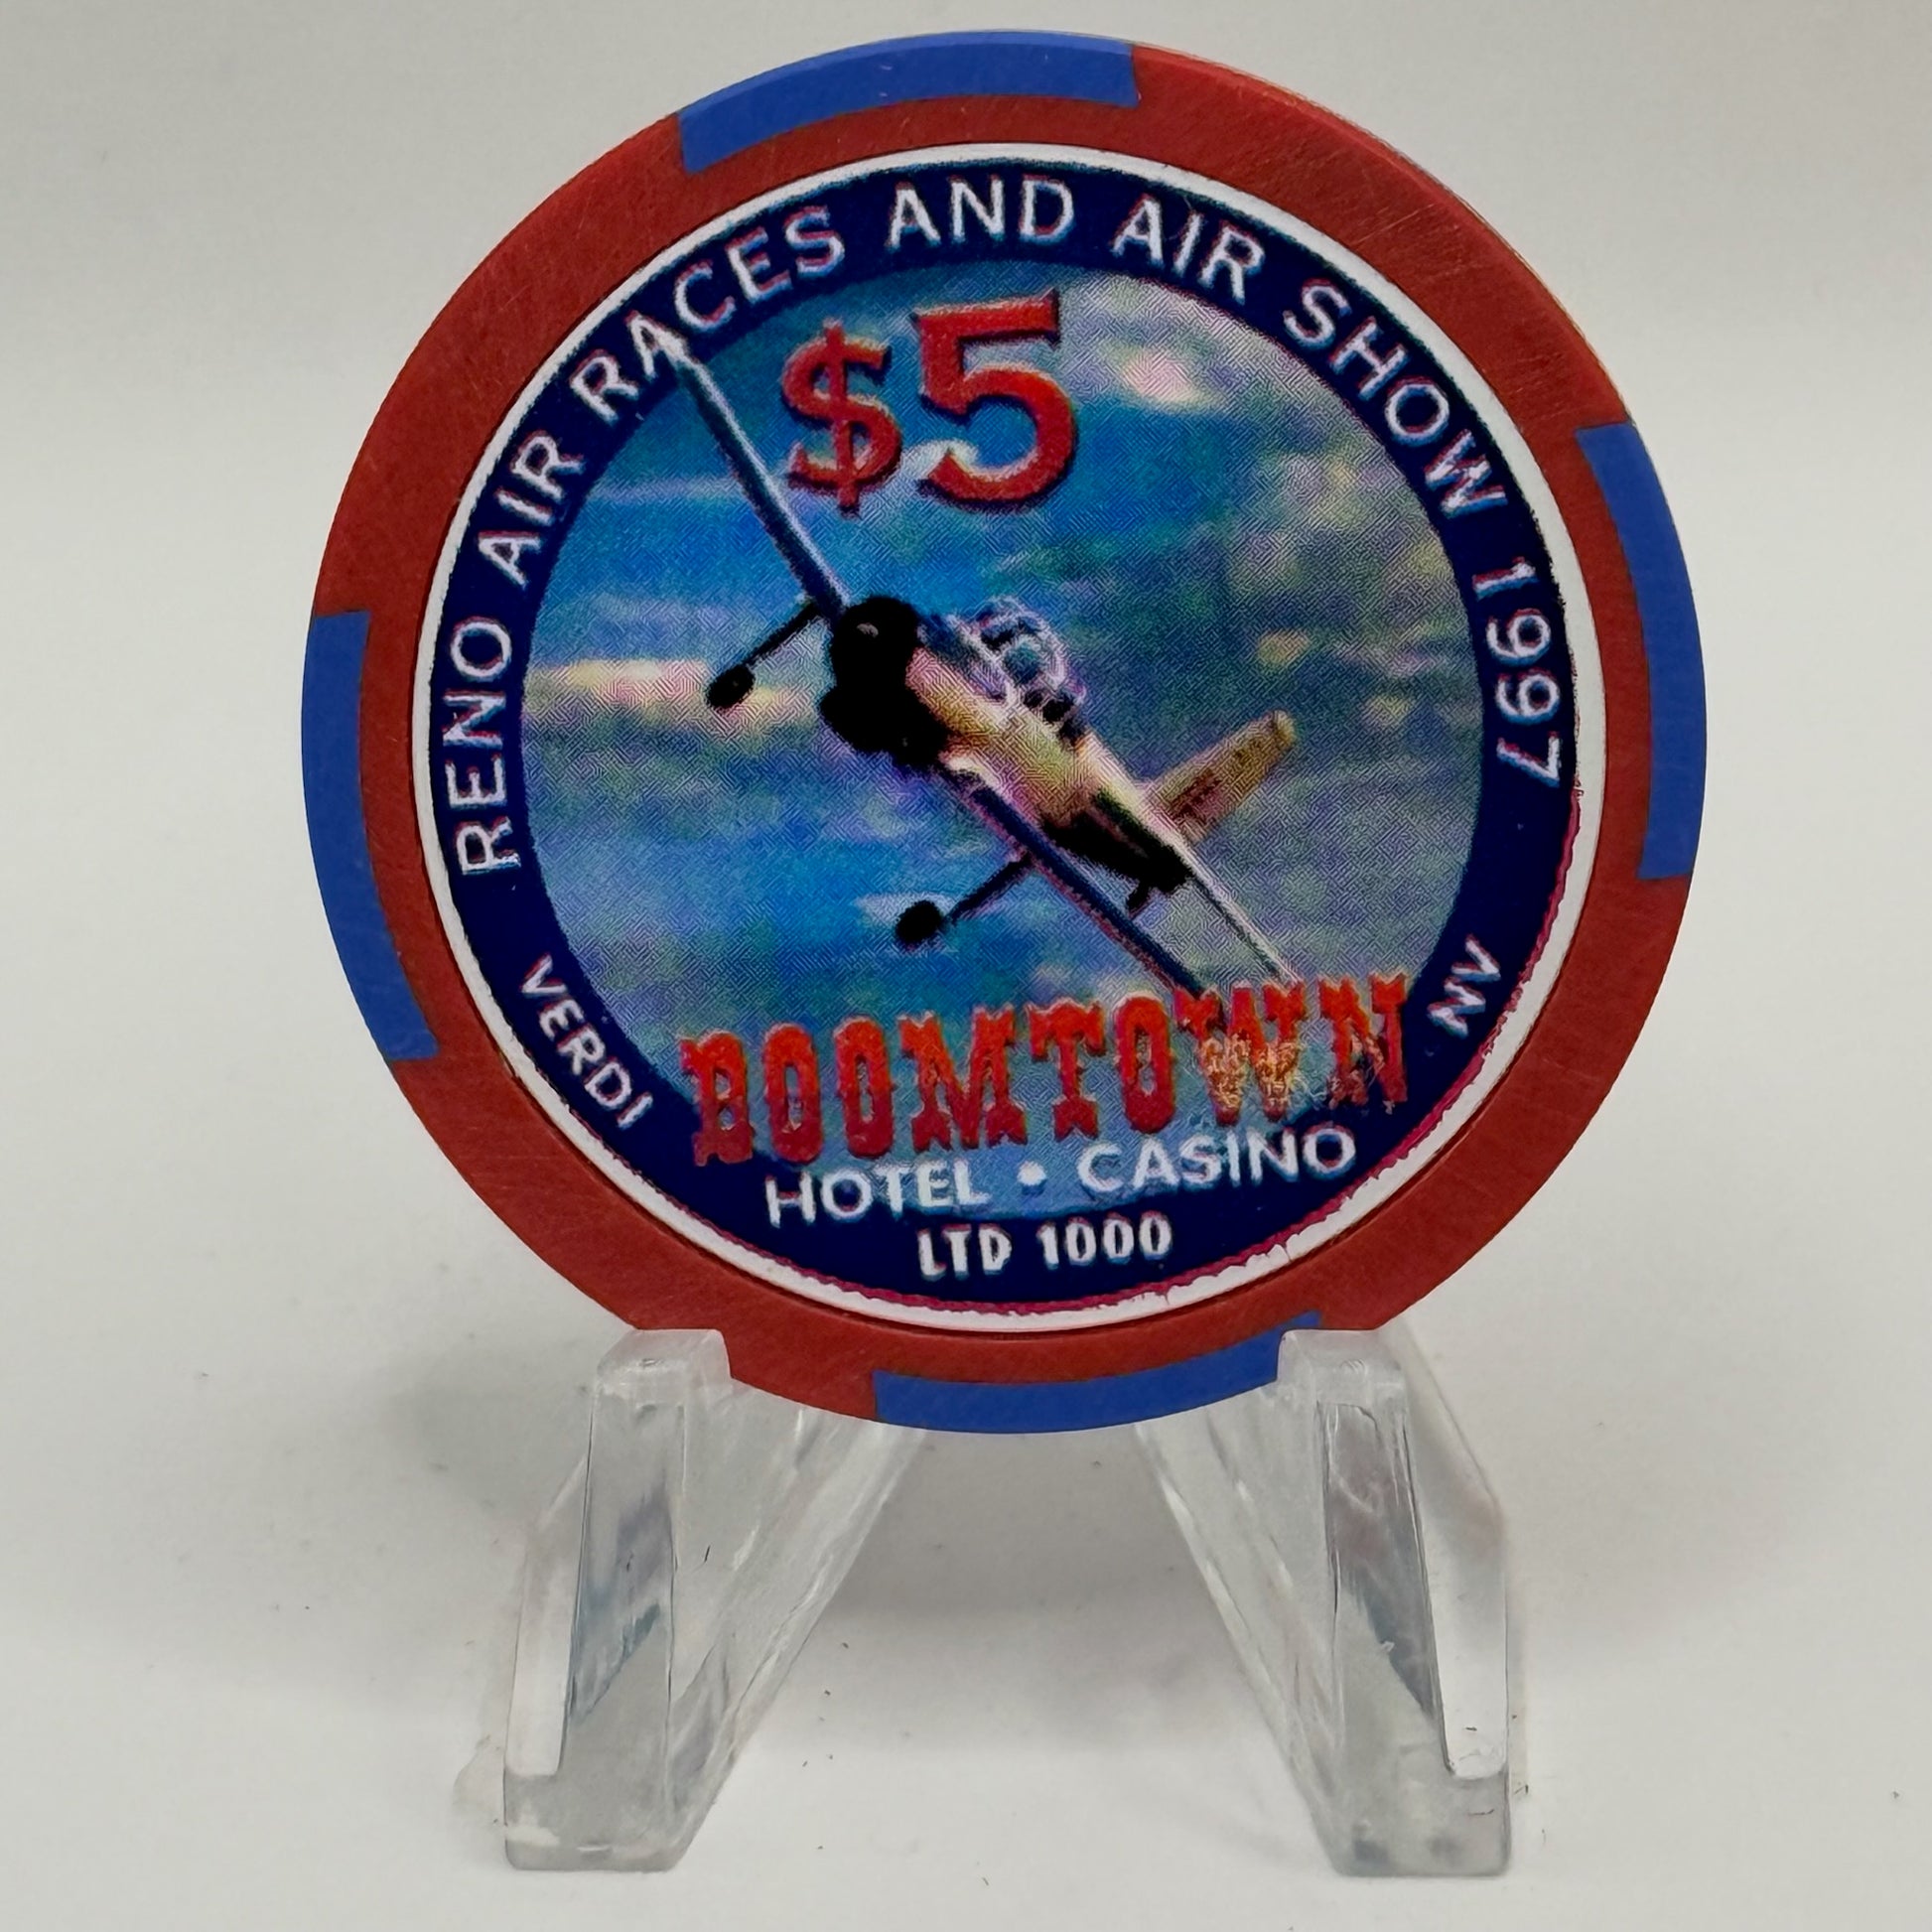 RENO AIR RACES AND AIR SHOW 1997
$5
BOOMTOWN
HOTEL • CASINO
VERDI
NV
LTD 1000